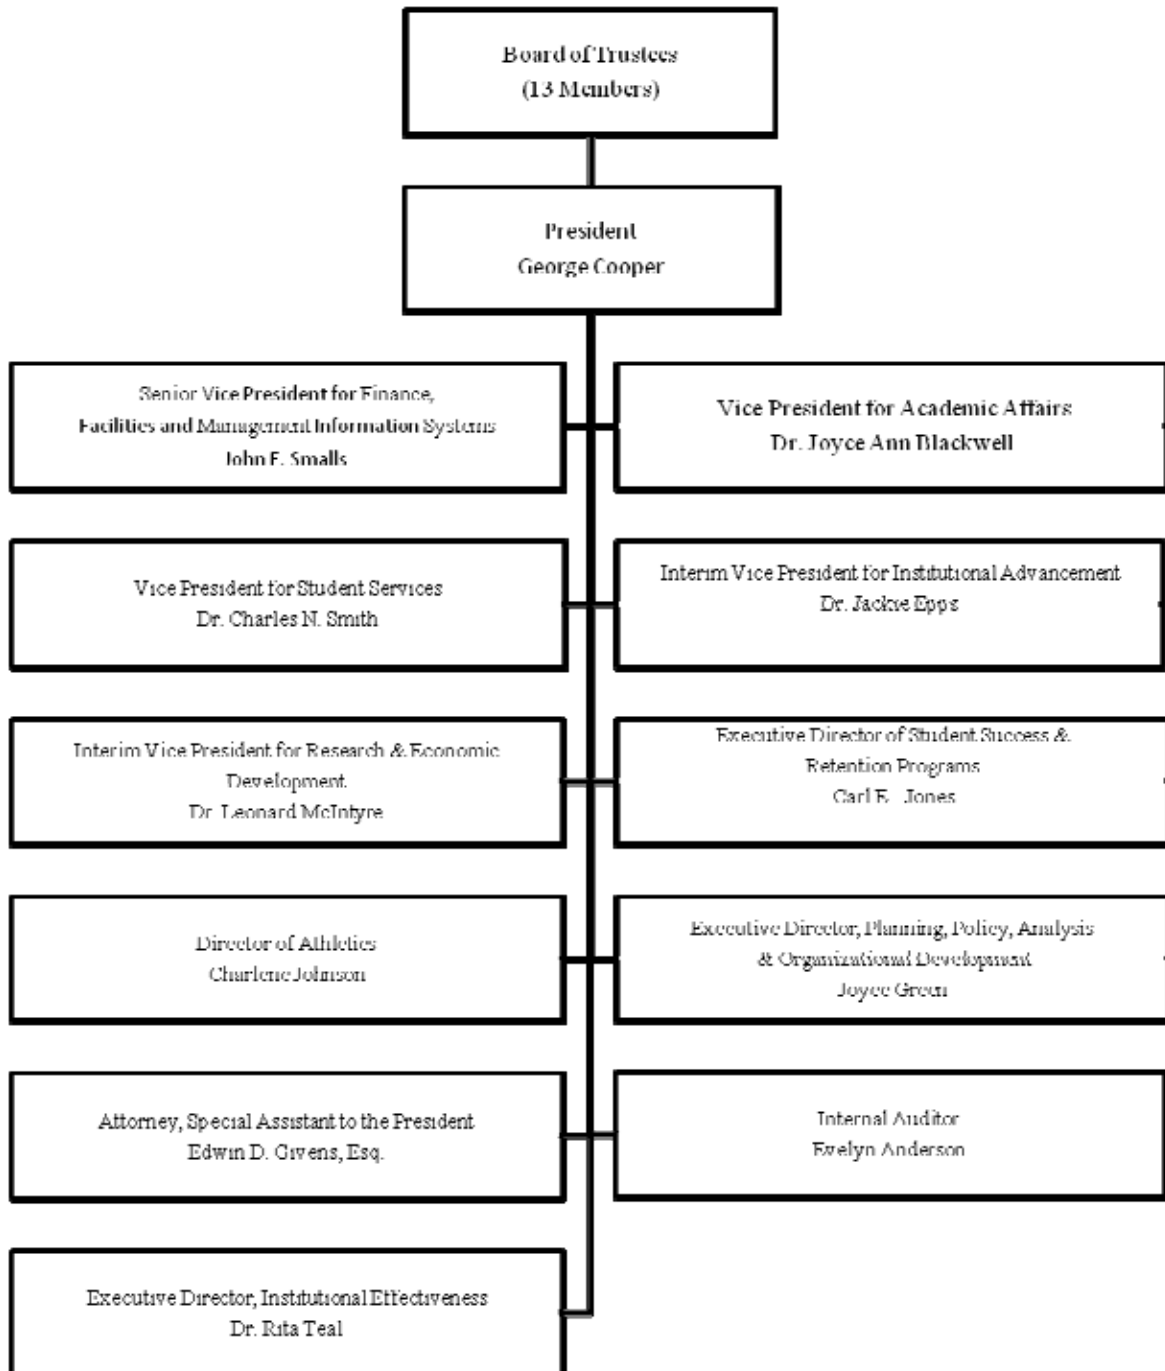 Board of Trustees
(13 Members)
President
George Cooper
Senior Vice President for Finance,
Facilities and Management Information Systems
John E. Smalls
Vice President for Academic Affairs
Dr. Joyce Ann Blackwell
Vice President for Student Services
Dr. Charles N. Smith
Interim Vice President for Institutional Advancement
Dr. Jackie Epps
Interim Vice President for Research & Economic
Development
Dr. Leonard McIntyre
Executive Director of Student Success &
Retention Programs
Carl E. Jones
Director of Athletics
Charlene Johnson
Executive Director, Planning, Policy, Analysis
& Organizational Development
Joyce Green
Attorney, Special Assistant to the President
Edwin D. Givens, Esq.
Internal Auditor
Evelyn Anderson
Executive Director, Institutional Effectiveness
Dr. Rita Teal